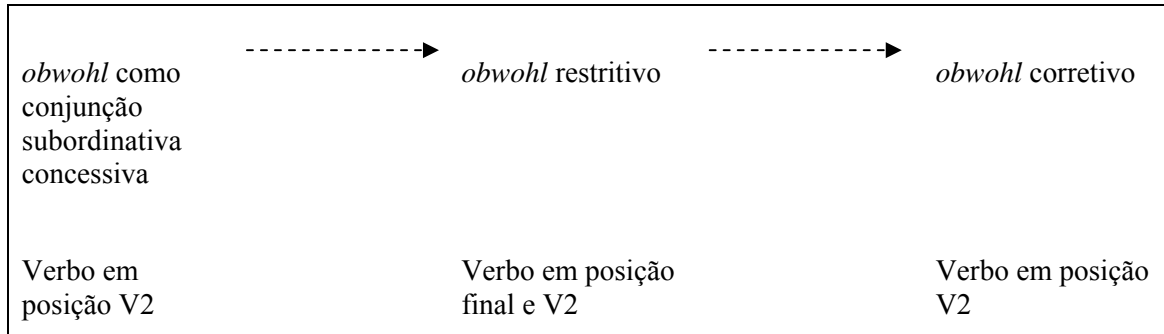 obwohl como
conjunção
subordinativa
concessiva
obwohl restritivo
obwohl corretivo
Verbo em
posição V2
Verbo em posição
final e V2
Verbo em posição
V2